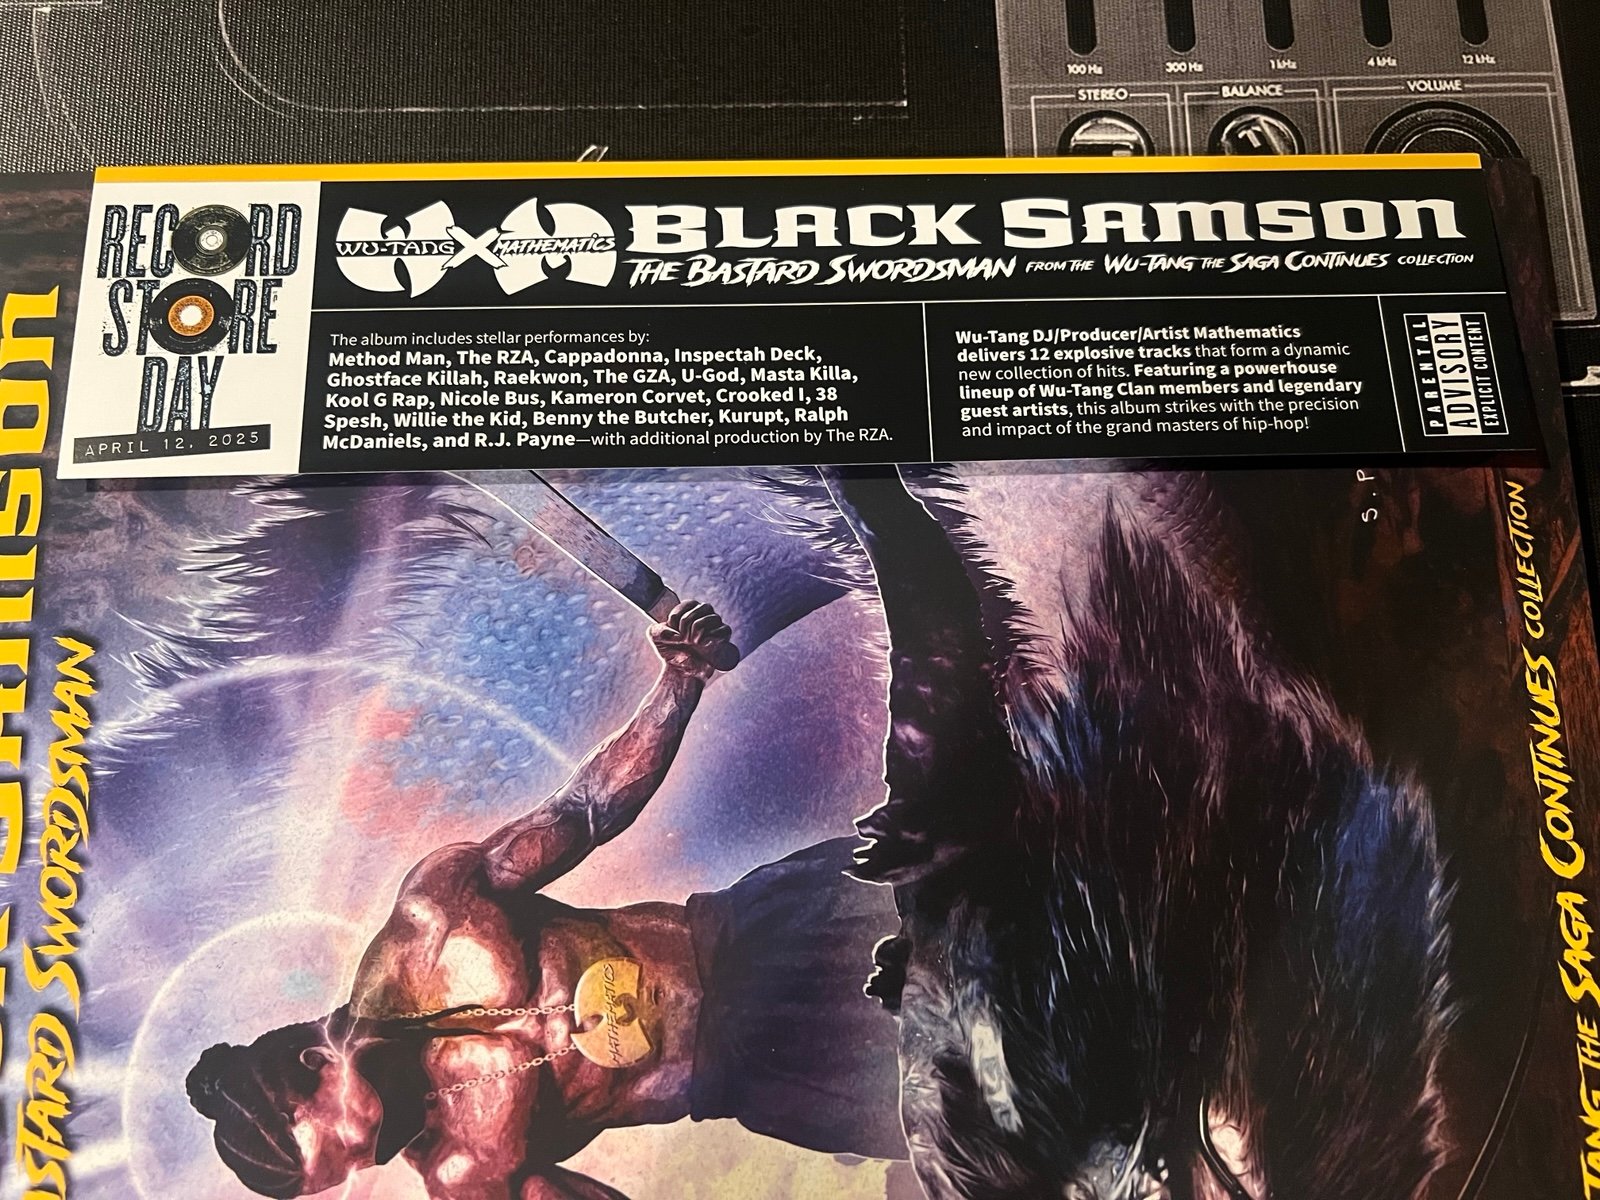 100 Hz 300 Hz 1 kHz 4 kHz 12 kHz
STEREO BALANCE VOLUME
RECORD
STORE
DAY
APRIL 12, 2025
WU-TANG X MATHEMATICS
BLACK SAMSON
THE BASTARD SWORDSMAN FROM THE WU-TANG THE SAGA CONTINUES COLLECTION
The album includes stellar performances by:
Method Man, The RZA, Cappadonna, Inspectah Deck,
Ghostface Killah, Raekwon, The GZA, U-God, Masta Killa,
Kool G Rap, Nicole Bus, Kameron Corvet, Crooked I, 38
Spesh, Willie the Kid, Benny the Butcher, Kurupt, Ralph
McDaniels, and R.J. Payne—with additional production by The RZA.
Wu-Tang DJ/Producer/Artist Mathematics
delivers 12 explosive tracks that form a dynamic
new collection of hits. Featuring a powerhouse
lineup of Wu-Tang Clan members and legendary
guest artists, this album strikes with the precision
and impact of the grand masters of hip-hop!
PARENTAL
ADVISORY
EXPLICIT CONTENT
S.P
SWORDSMAN
MATHEMATICS
TANG THE SAGA CONTINUES COLLECTION